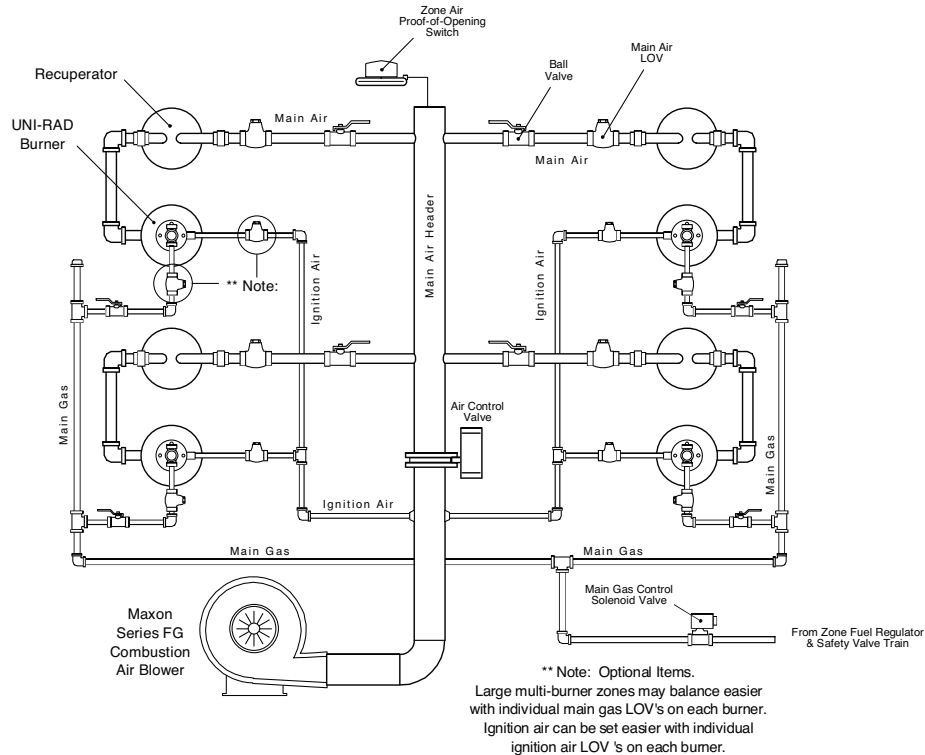 Zone Air
Proof-of-Opening
Switch
Recuperator
UNI-RAD
Burner
Main Air
Ball
Valve
Main Air
LOV
Main Air
Main Air Header
Ignition Air
Ignition Air
** Note:
Main Gas
Main Gas
Air Control
Valve
Ignition Air
Main Gas
Main Gas
Main Gas Control
Solenoid Valve
Maxon
Series FG
Combustion
Air Blower
From Zone Fuel Regulator
& Safety Valve Train
** Note: Optional Items.
Large multi-burner zones may balance easier
with individual main gas LOV's on each burner.
Ignition air can be set easier with individual
ignition air LOV 's on each burner.